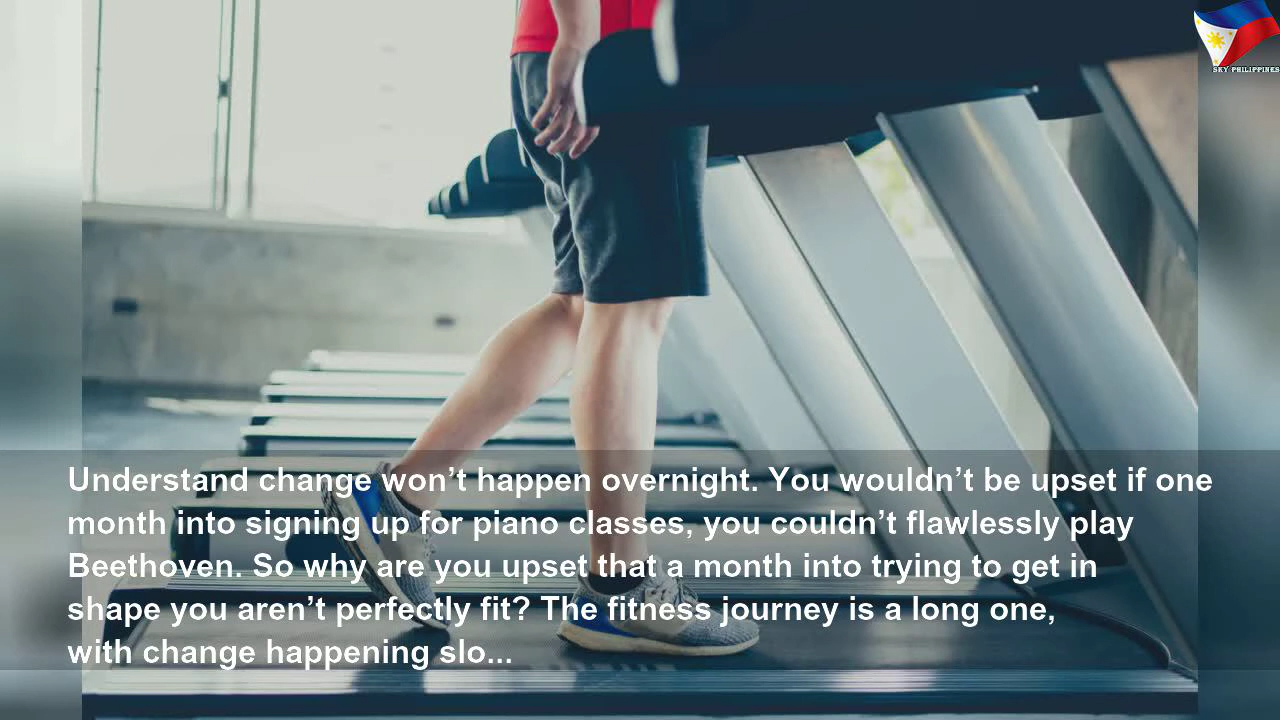 SKY PHILIPPINES
Understand change won’t happen overnight. You wouldn’t be upset if one
month into signing up for piano classes, you couldn’t flawlessly play
Beethoven. So why are you upset that a month into trying to get in
shape you aren’t perfectly fit? The fitness journey is a long one,
with change happening slo...